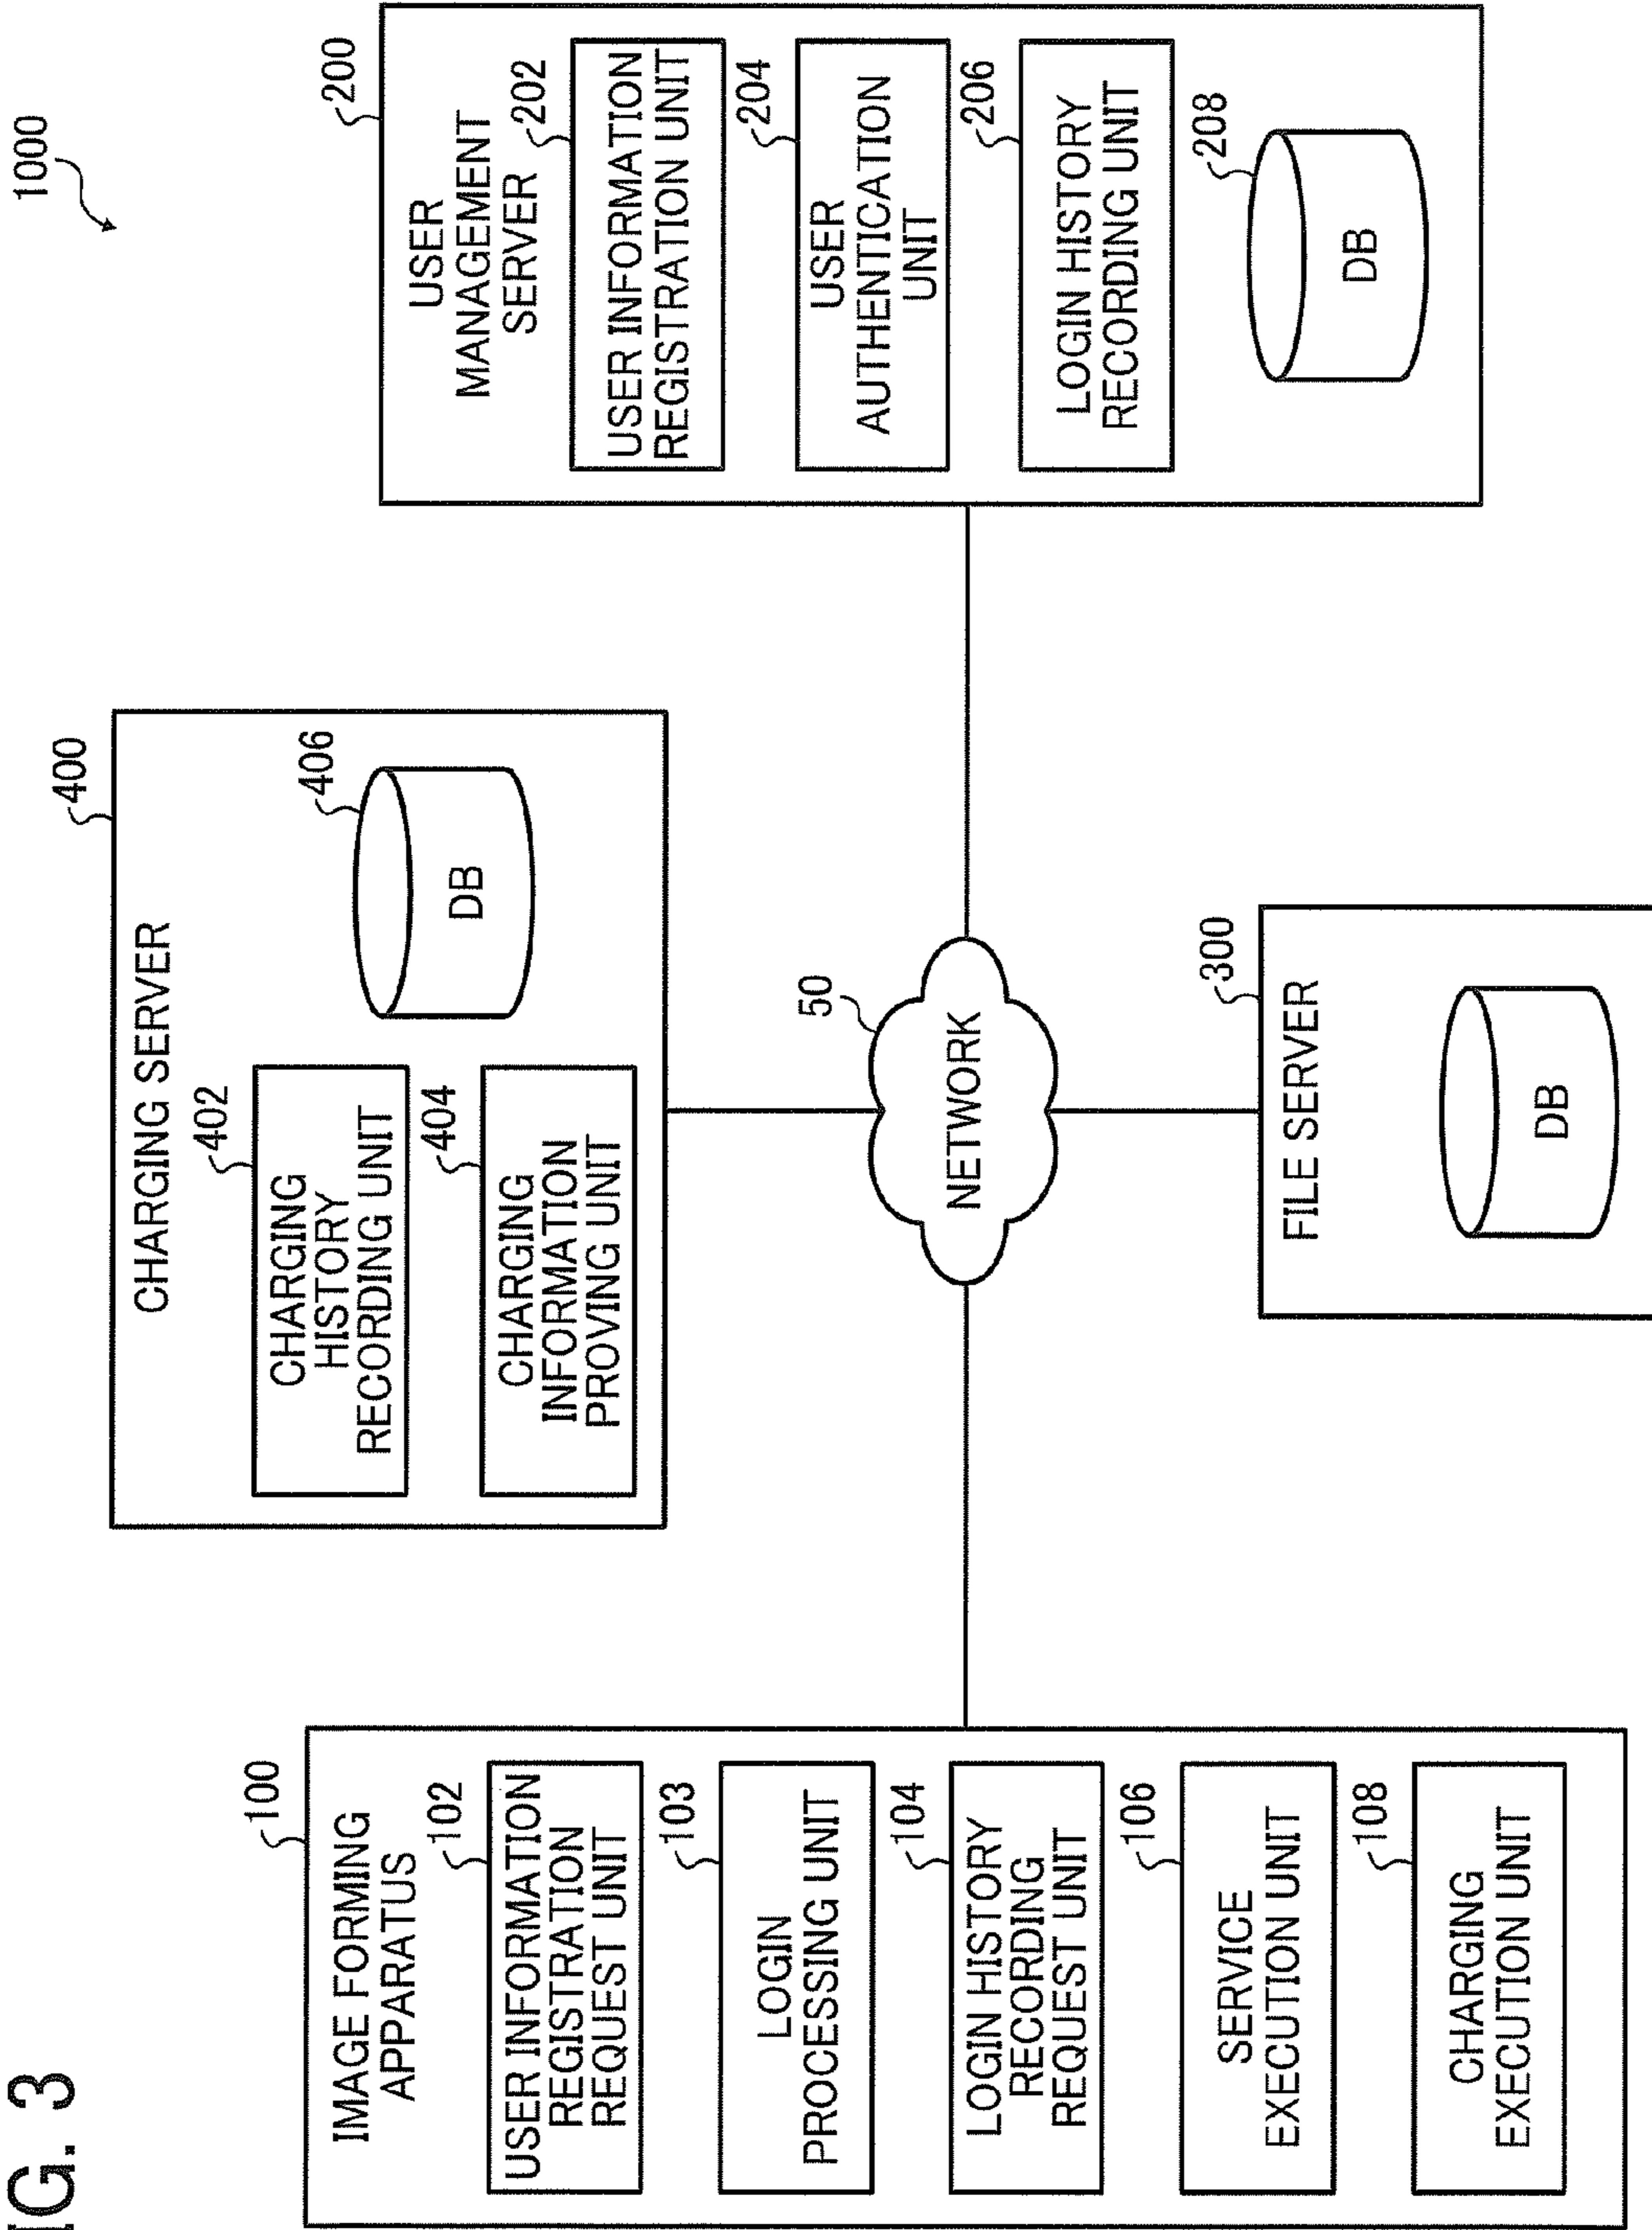 IG. 3
1000
100
IMAGE FORMING
APPARATUS
102
USER INFORMATION
REGISTRATION
REQUEST UNIT
103
LOGIN
PROCESSING UNIT
104
LOGIN HISTORY
RECORDING
REQUEST UNIT
106
SERVICE
EXECUTION UNIT
108
CHARGING
EXECUTION UNIT
400
CHARGING SERVER
402
CHARGING
HISTORY
RECORDING UNIT
404
CHARGING
INFORMATION
PROVING UNIT
406
DB
50
NETWORK
300
FILE SERVER
DB
200
USER
MANAGEMENT
SERVER
202
USER INFORMATION
REGISTRATION UNIT
204
USER
AUTHENTICATION
UNIT
206
LOGIN HISTORY
RECORDING UNIT
208
DB